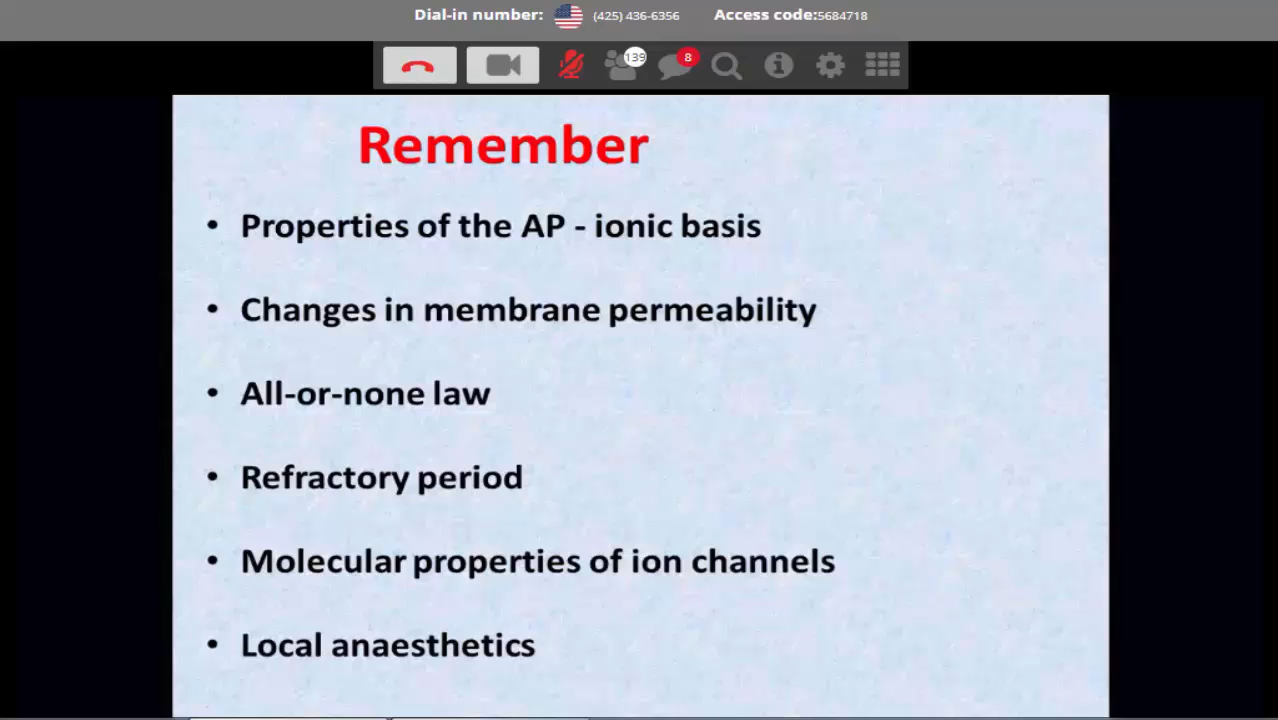 Dial-in number: (425) 436-6356 Access code:5684718
139 8
Remember
• Properties of the AP - ionic basis
• Changes in membrane permeability
• All-or-none law
• Refractory period
• Molecular properties of ion channels
• Local anaesthetics